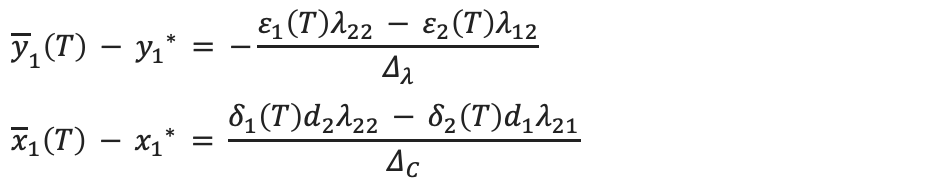 ȳ₁(T) − y₁* = − (ε₁(T)λ₂₂ − ε₂(T)λ₁₂) / Δ_λ
x̄₁(T) − x₁* = (δ₁(T)d₂λ₂₂ − δ₂(T)d₁λ₂₁) / Δ_C